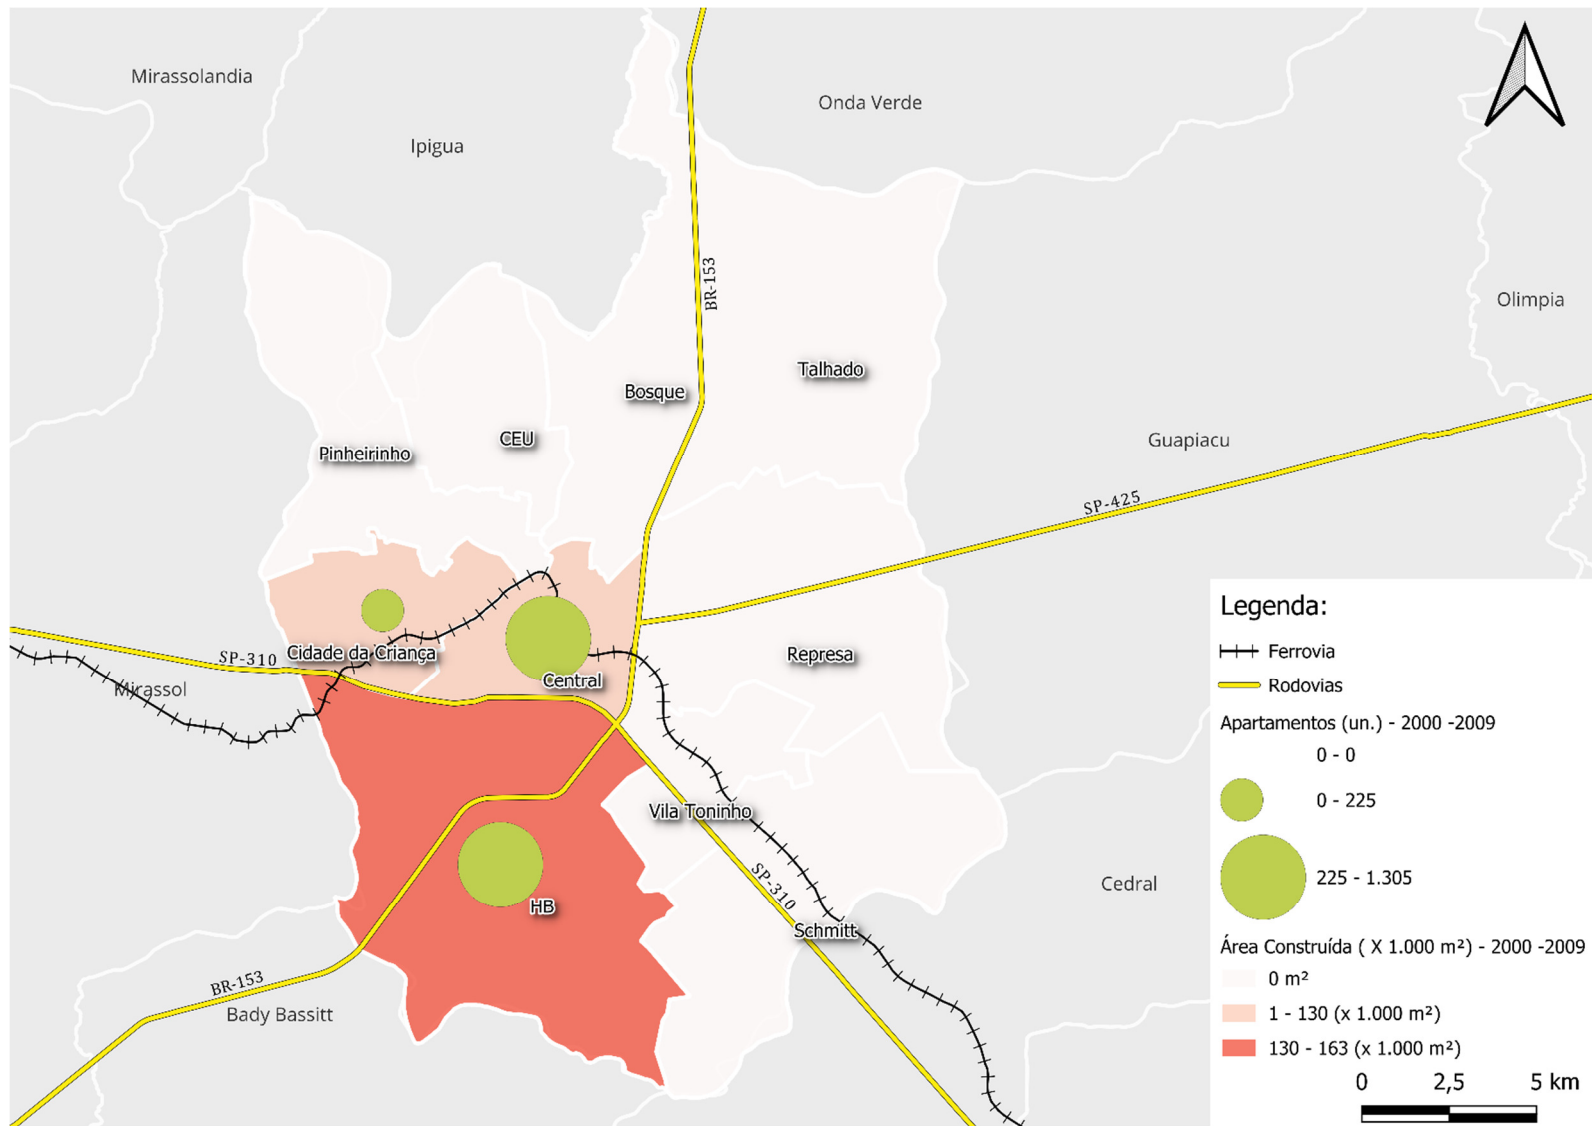 Mirassolandia
Onda Verde
Ipigua
BR-153
Olimpia
Talhado
Bosque
CEU
Guapiacu
Pinheirinho
SP-425
Cidade da Criança
SP-310
Represa
Central
Mirassol
Vila Toninho
SP-310
Cedral
HB
Schmitt
BR-153
Bady Bassitt
Legenda:
Ferrovia
Rodovias
Apartamentos (un.) - 2000 -2009
0 - 0
0 - 225
225 - 1.305
Área Construída ( X 1.000 m²) - 2000 -2009
0 m²
1 - 130 (x 1.000 m²)
130 - 163 (x 1.000 m²)
0 2,5 5 km